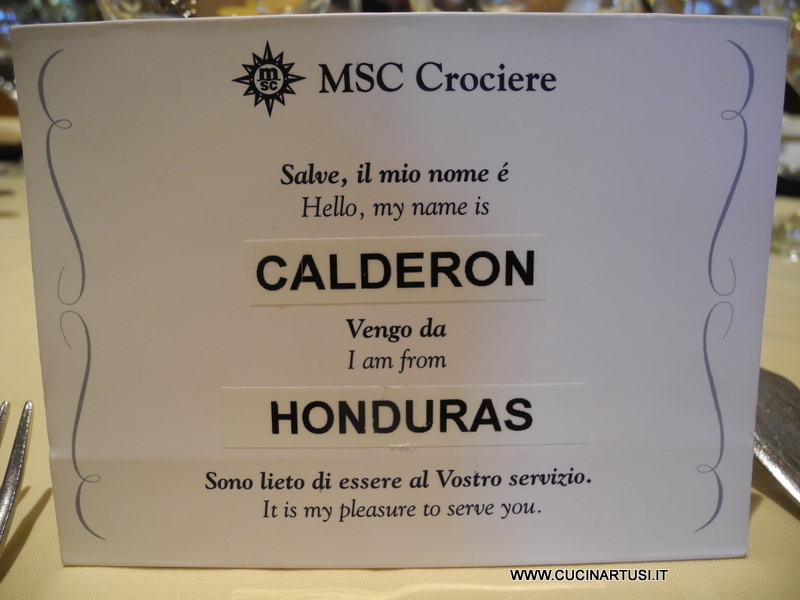 m
sc
MSC Crociere
Salve, il mio nome é
Hello, my name is
CALDERON
Vengo da
I am from
HONDURAS
Sono lieto di essere al Vostro servizio.
It is my pleasure to serve you.
WWW.CUCINARTUSI.IT